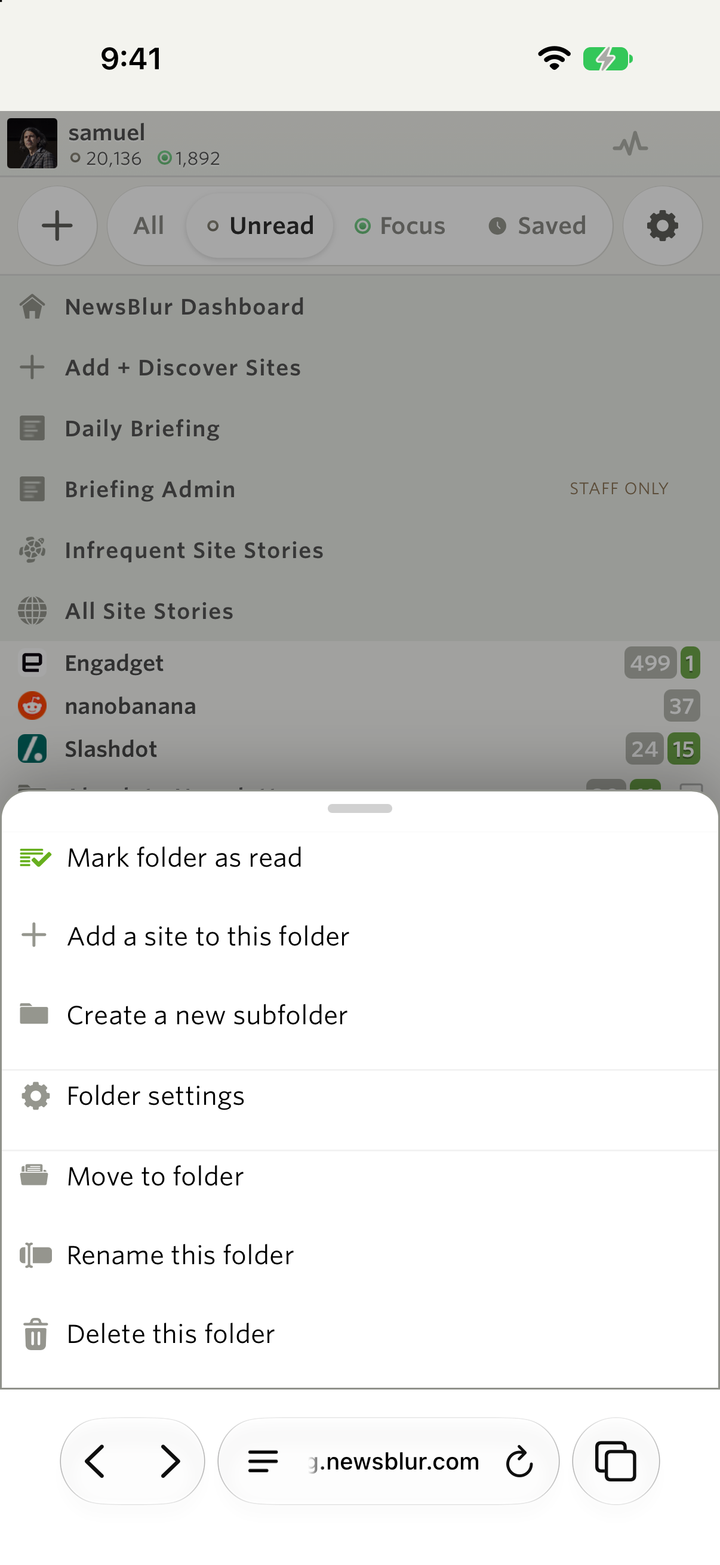 9:41
samuel
20,136 1,892
All Unread Focus Saved
NewsBlur Dashboard
Add + Discover Sites
Daily Briefing
Briefing Admin STAFF ONLY
Infrequent Site Stories
All Site Stories
Engadget 499 1
nanobanana 37
Slashdot 24 15
Mark folder as read
Add a site to this folder
Create a new subfolder
Folder settings
Move to folder
Rename this folder
Delete this folder
.newsblur.com